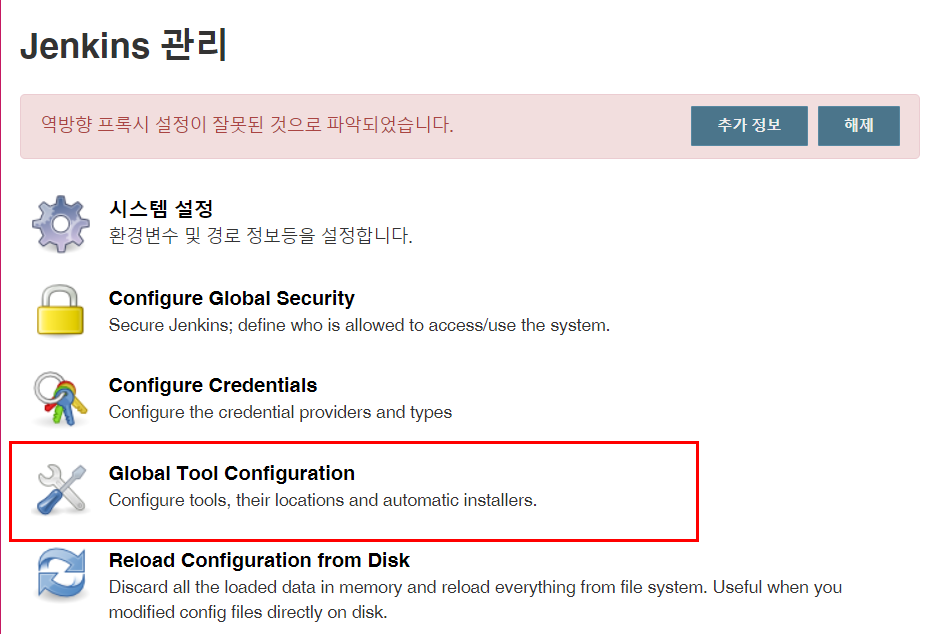 Jenkins 관리
역방향 프록시 설정이 잘못된 것으로 파악되었습니다.
추가 정보
해제
시스템 설정
환경변수 및 경로 정보등을 설정합니다.
Configure Global Security
Secure Jenkins; define who is allowed to access/use the system.
Configure Credentials
Configure the credential providers and types
Global Tool Configuration
Configure tools, their locations and automatic installers.
Reload Configuration from Disk
Discard all the loaded data in memory and reload everything from file system. Useful when you
modified config files directly on disk.